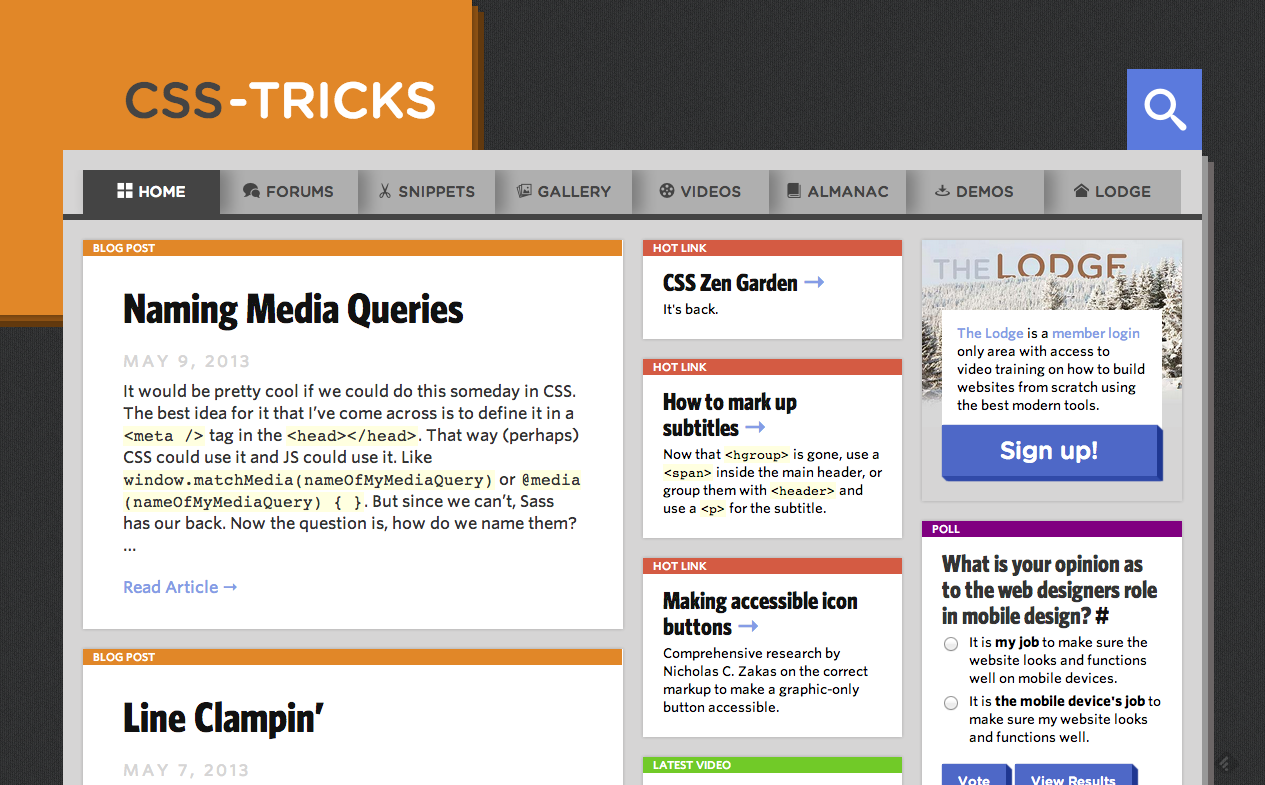 CSS-TRICKS
HOME
FORUMS
SNIPPETS
GALLERY
VIDEOS
ALMANAC
DEMOS
LODGE
BLOG POST
Naming Media Queries
MAY 9, 2013
It would be pretty cool if we could do this someday in CSS.
The best idea for it that I’ve come across is to define it in a
<meta /> tag in the <head></head>. That way (perhaps)
CSS could use it and JS could use it. Like
window.matchMedia(nameOfMyMediaQuery) or @media
(nameOfMyMediaQuery) { }. But since we can’t, Sass
has our back. Now the question is, how do we name them?
…
Read Article →
BLOG POST
Line Clampin’
MAY 7, 2013
HOT LINK
CSS Zen Garden →
It's back.
HOT LINK
How to mark up
subtitles →
Now that <hgroup> is gone, use a
<span> inside the main header, or
group them with <header> and
use a <p> for the subtitle.
HOT LINK
Making accessible icon
buttons →
Comprehensive research by
Nicholas C. Zakas on the correct
markup to make a graphic-only
button accessible.
LATEST VIDEO
THE LODGE
The Lodge is a member login
only area with access to
video training on how to build
websites from scratch using
the best modern tools.
Sign up!
POLL
What is your opinion as
to the web designers role
in mobile design? #
It is my job to make sure the
website looks and functions
well on mobile devices.
It is the mobile device's job to
make sure my website looks
and functions well.
Vote
View Results